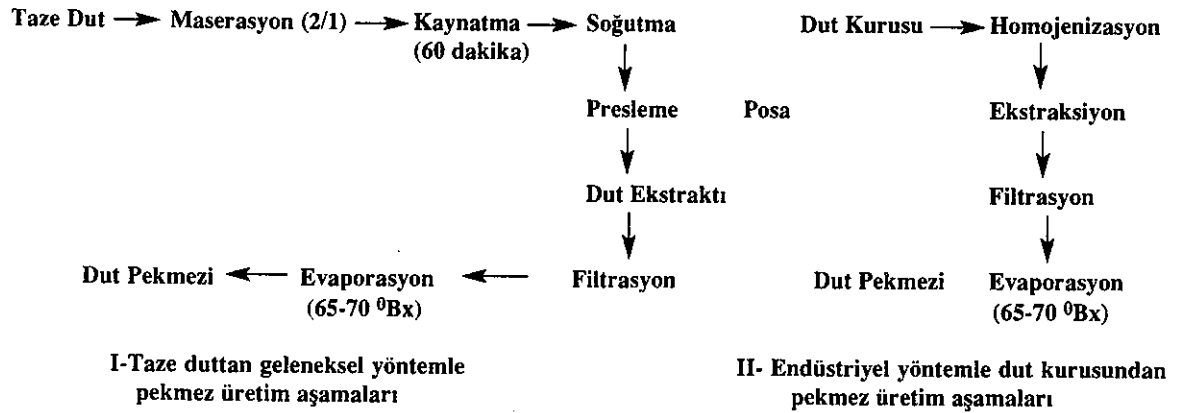 Taze Dut Maserasyon (2/1) Kaynatma Soğutma
(60 dakika)
Presleme Posa
Dut Ekstraktı
Dut Pekmezi Evaporasyon Filtrasyon
(65-70 ⁰Bx)
I-Taze duttan geleneksel yöntemle
pekmez üretim aşamaları
Dut Kurusu Homojenizasyon
Ekstraksiyon
Filtrasyon
Dut Pekmezi Evaporasyon
(65-70 ⁰Bx)
II- Endüstriyel yöntemle dut kurusundan
pekmez üretim aşamaları